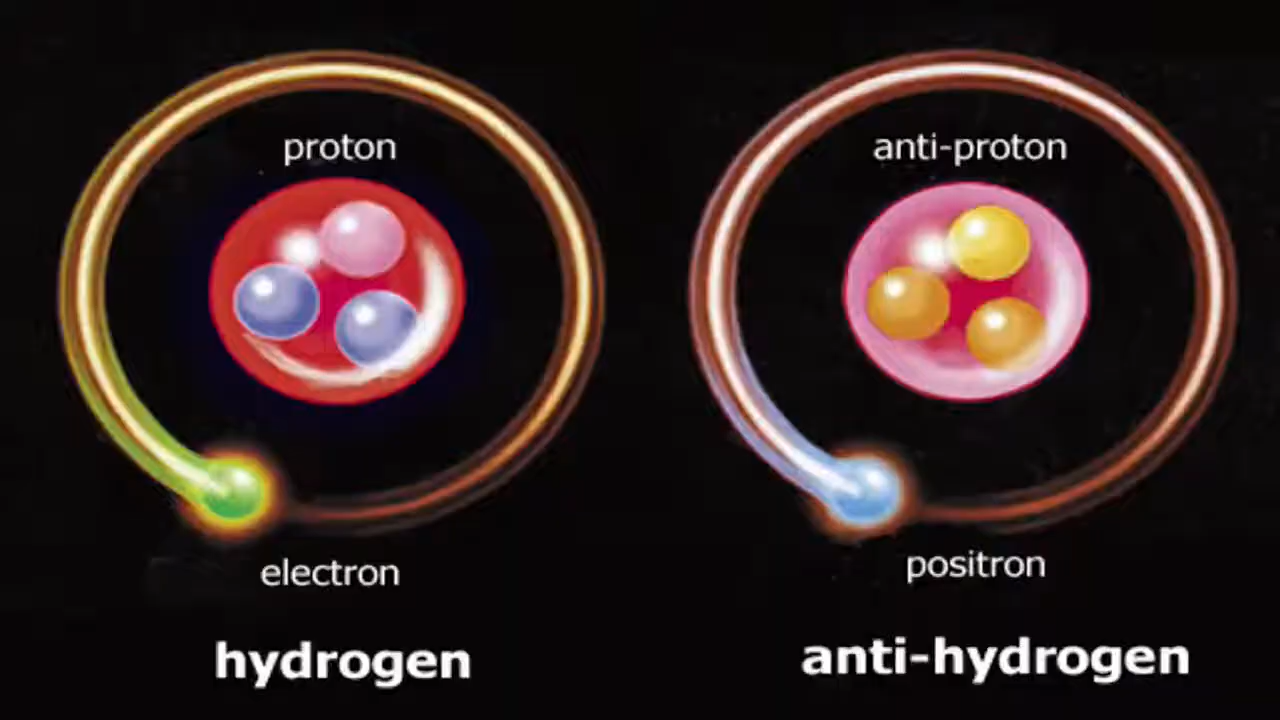 proton
electron
hydrogen
anti-proton
positron
anti-hydrogen